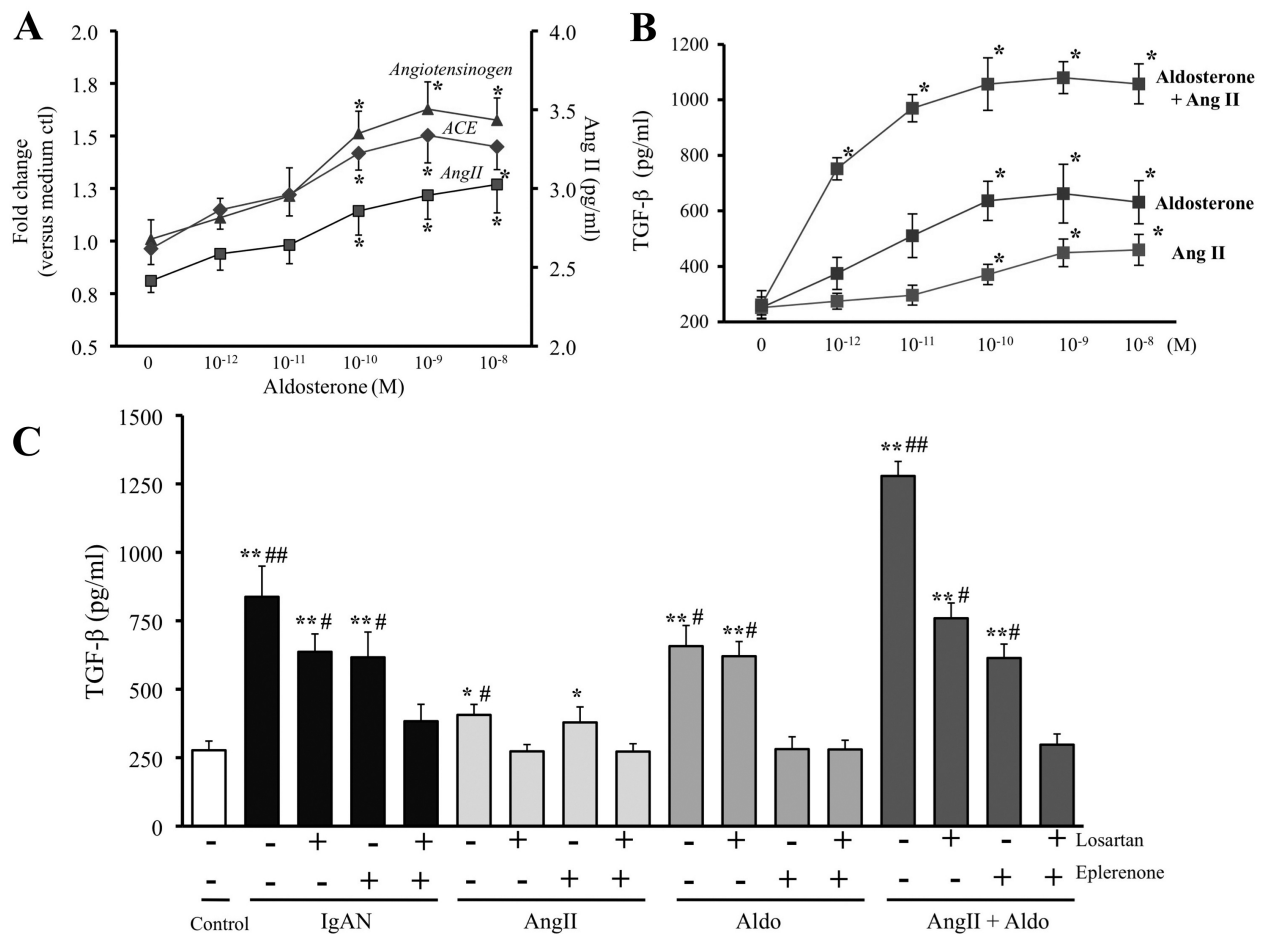 A
Fold change
(versus medium ctl)
2.0
1.8
1.5
1.3
1.0
0.8
0.5
4.0
3.5
3.0
2.5
2.0
Ang II (pg/ml)
Angiotensinogen
* * *
ACE
* * *
AngII *
* * *
0 10⁻¹² 10⁻¹¹ 10⁻¹⁰ 10⁻⁹ 10⁻⁸
Aldosterone (M)
B
TGF-β (pg/ml)
1200
1000
800
600
400
200
* * * * *
Aldosterone
+ Ang II
* * *
Aldosterone
* * *
Ang II
0 10⁻¹² 10⁻¹¹ 10⁻¹⁰ 10⁻⁹ 10⁻⁸ (M)
C
TGF-β (pg/ml)
1500
1250
1000
750
500
250
0
**## **# **# * # * ** # **# **## ** # **#
- - + - + - + - + - + - + - + - + Losartan
- - - + + - - + + - - + + - - + + Eplerenone
Control IgAN AngII Aldo AngII + Aldo